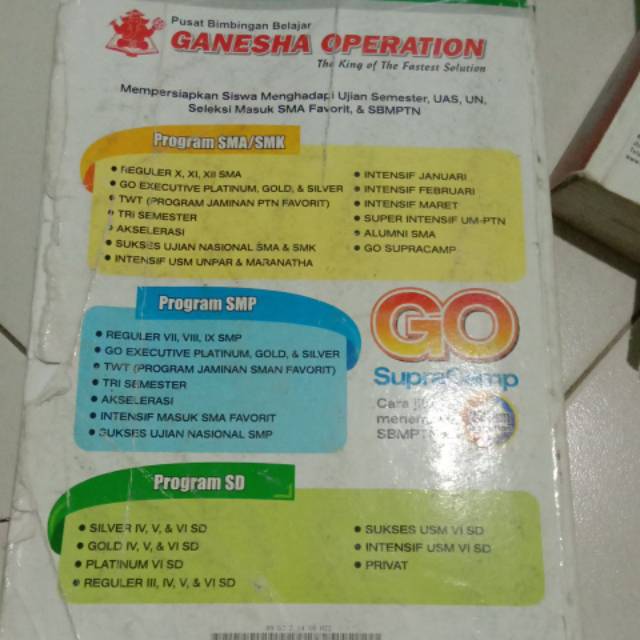 Pusat Bimbingan Belajar
GANESHA OPERATION
The King of The Fastest Solution
Mempersiapkan Siswa Menghadapi Ujian Semester, UAS, UN,
Seleksi Masuk SMA Favorit, & SBMPTN
Program SMA/SMK
REGULER X, XI, XII SMA
GO EXECUTIVE PLATINUM, GOLD, & SILVER
TWT (PROGRAM JAMINAN PTN FAVORIT)
TRI SEMESTER
AKSELERASI
SUKSES UJIAN NASIONAL SMA & SMK
INTENSIF USM UNPAR & MARANATHA
INTENSIF JANUARI
INTENSIF FEBRUARI
INTENSIF MARET
SUPER INTENSIF UM-PTN
ALUMNI SMA
GO SUPRACAMP
Program SMP
REGULER VII, VIII, IX SMP
GO EXECUTIVE PLATINUM, GOLD, & SILVER
TWT (PROGRAM JAMINAN SMAN FAVORIT)
TRI SEMESTER
AKSELERASI
INTENSIF MASUK SMA FAVORIT
SUKSES UJIAN NASIONAL SMP
GO
SupraCamp
Cara
SBMPTN
Program SD
SILVER IV, V, & VI SD
GOLD IV, V, & VI SD
PLATINUM VI SD
REGULER III, IV, V, & VI SD
SUKSES USM VI SD
INTENSIF USM VI SD
PRIVAT